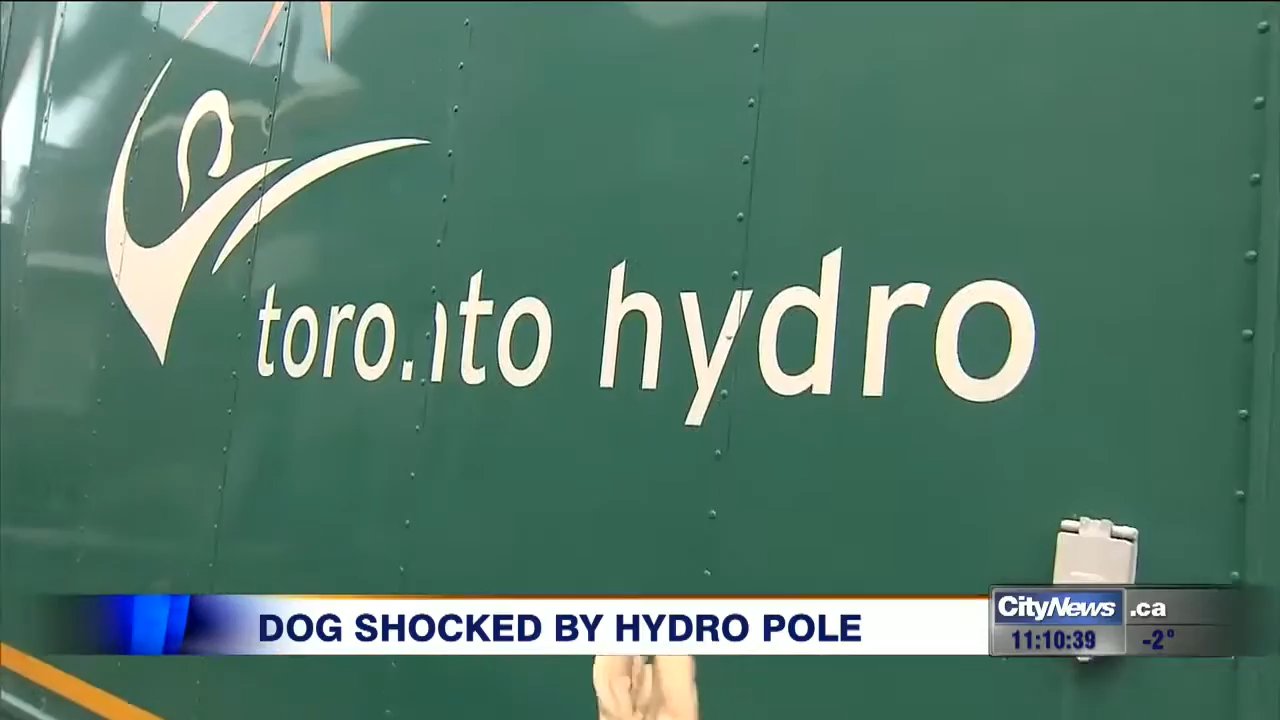 toronto hydro
DOG SHOCKED BY HYDRO POLE
CityNews .ca
11:10:39 -2°